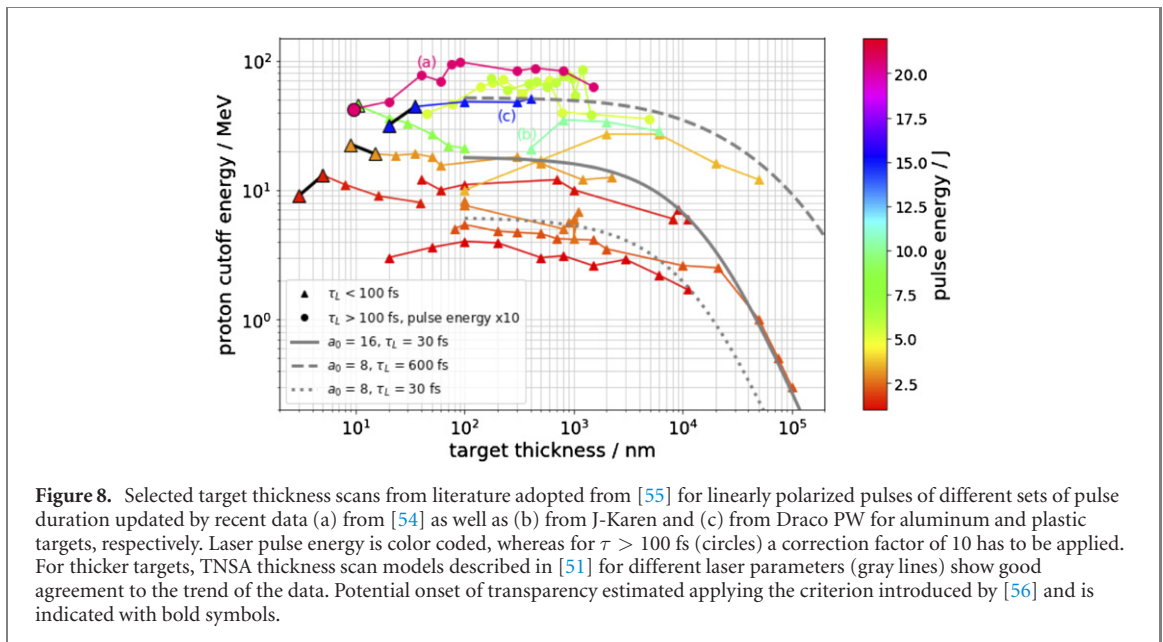 10²
10¹
10⁰
proton cutoff energy / MeV
(a)
(c)
(b)
τ_L < 100 fs
τ_L > 100 fs, pulse energy x10
a₀ = 16, τ_L = 30 fs
a₀ = 8, τ_L = 600 fs
a₀ = 8, τ_L = 30 fs
10¹ 10² 10³ 10⁴ 10⁵
target thickness / nm
20.0
17.5
15.0
12.5
10.0
7.5
5.0
2.5
pulse energy / J
Figure 8. Selected target thickness scans from literature adopted from [55] for linearly polarized pulses of different sets of pulse
duration updated by recent data (a) from [54] as well as (b) from J-Karen and (c) from Draco PW for aluminum and plastic
targets, respectively. Laser pulse energy is color coded, whereas for τ > 100 fs (circles) a correction factor of 10 has to be applied.
For thicker targets, TNSA thickness scan models described in [51] for different laser parameters (gray lines) show good
agreement to the trend of the data. Potential onset of transparency estimated applying the criterion introduced by [56] and is
indicated with bold symbols.